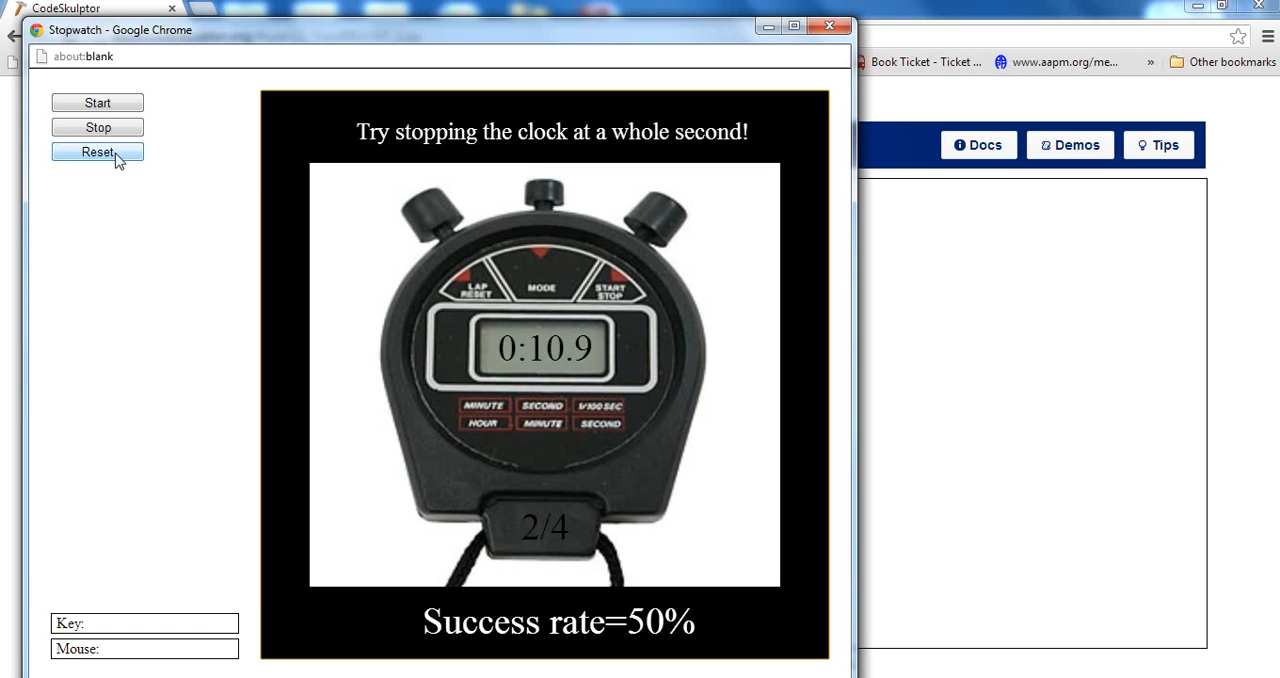 CodeSkulptor
Stopwatch - Google Chrome
about:blank
Book Ticket - Ticket ...
www.aapm.org/me...
»
Other bookmarks
Start
Stop
Reset
Docs
Demos
Tips
Try stopping the clock at a whole second!
LAP
RESET
MODE
START
STOP
0:10.9
MINUTE SECOND 1/100 SEC
HOUR MINUTE SECOND
2/4
Success rate=50%
Key:
Mouse: